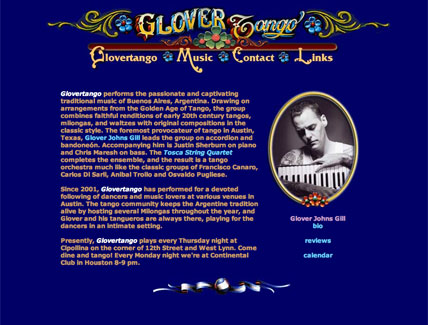 GLOVER Tango
Glovertango Music Contact Links
Glovertango performs the passionate and captivating
traditional music of Buenos Aires, Argentina. Drawing on
arrangements from the Golden Age of Tango, the group
combines faithful renditions of early 20th century tangos,
milongas, and waltzes with original compositions in the
classic style. The foremost provocateur of tango in Austin,
Texas, Glover Johns Gill leads the group on accordion and
bandoneón. Accompanying him is Justin Sherburn on piano
and Chris Maresh on bass. The Tosca String Quartet
completes the ensemble, and the result is a tango
orchestra much like the classic groups of Francisco Canaro,
Carlos Di Sarli, Anibal Troilo and Osvaldo Pugliese.
Since 2001, Glovertango has performed for a devoted
following of dancers and music lovers at various venues in
Austin. The tango community keeps the Argentine tradition
alive by hosting several Milongas throughout the year, and
Glover and his tangueros are always there, playing for the
dancers in an intimate setting.
Presently, Glovertango plays every Thursday night at
Cipollina on the corner of 12th Street and West Lynn. Come
dine and tango! Every Monday night we're at Continental
Club in Houston 8-9 pm.
Glover Johns Gill
bio
reviews
calendar